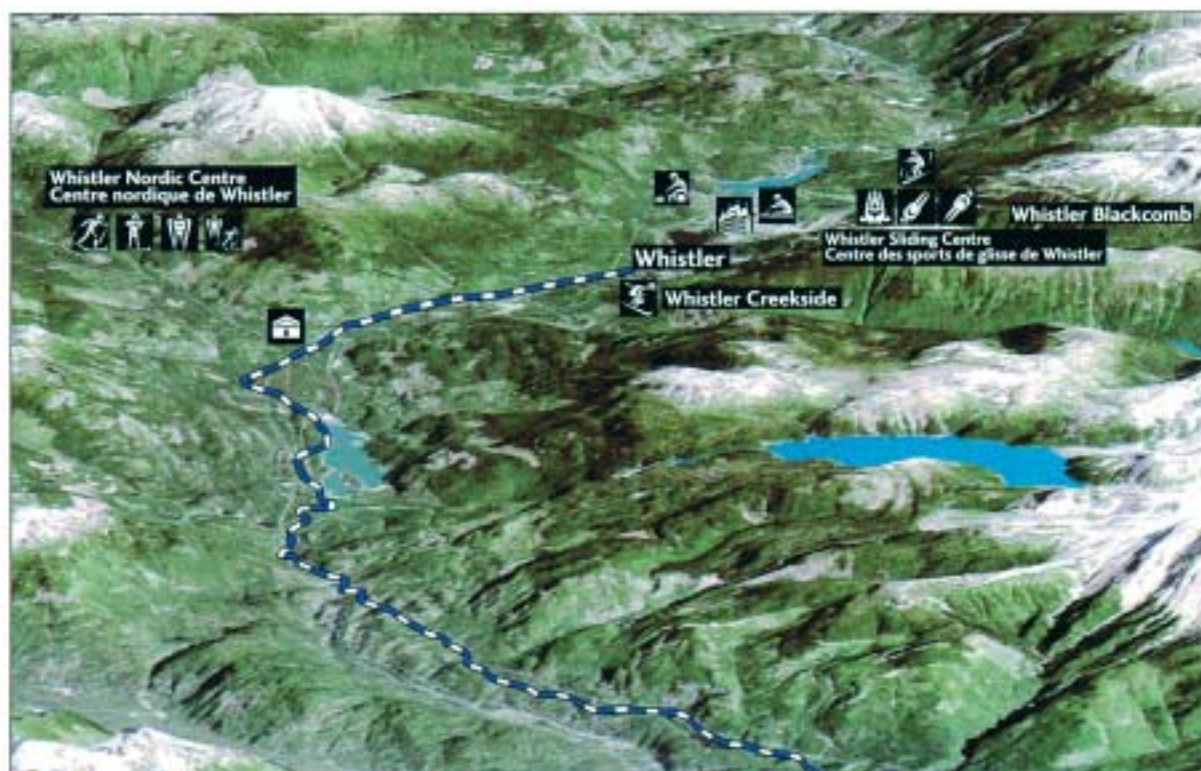 Whistler Nordic Centre
Centre nordique de Whistler
Whistler Blackcomb
Whistler Sliding Centre
Centre des sports de glisse de Whistler
Whistler
Whistler Creekside